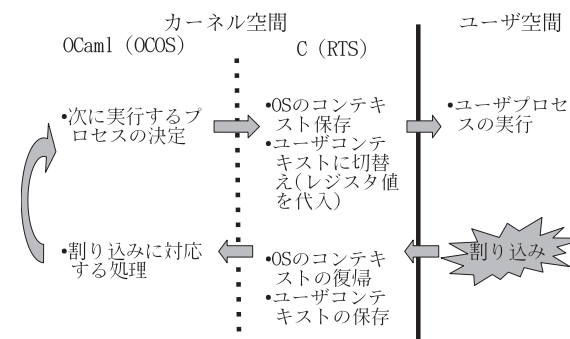 カーネル空間
ユーザ空間
OCaml (OCOS)
C (RTS)
•次に実行するプ
ロセスの決定
•OSのコンテキ
スト保存
•ユーザコンテ
キストに切替
え(レジスタ値
を代入)
•ユーザプロセ
スの実行
•割り込みに対応
する処理
•OSのコンテキ
ストの復帰
•ユーザコンテ
キストの保存
割り込み